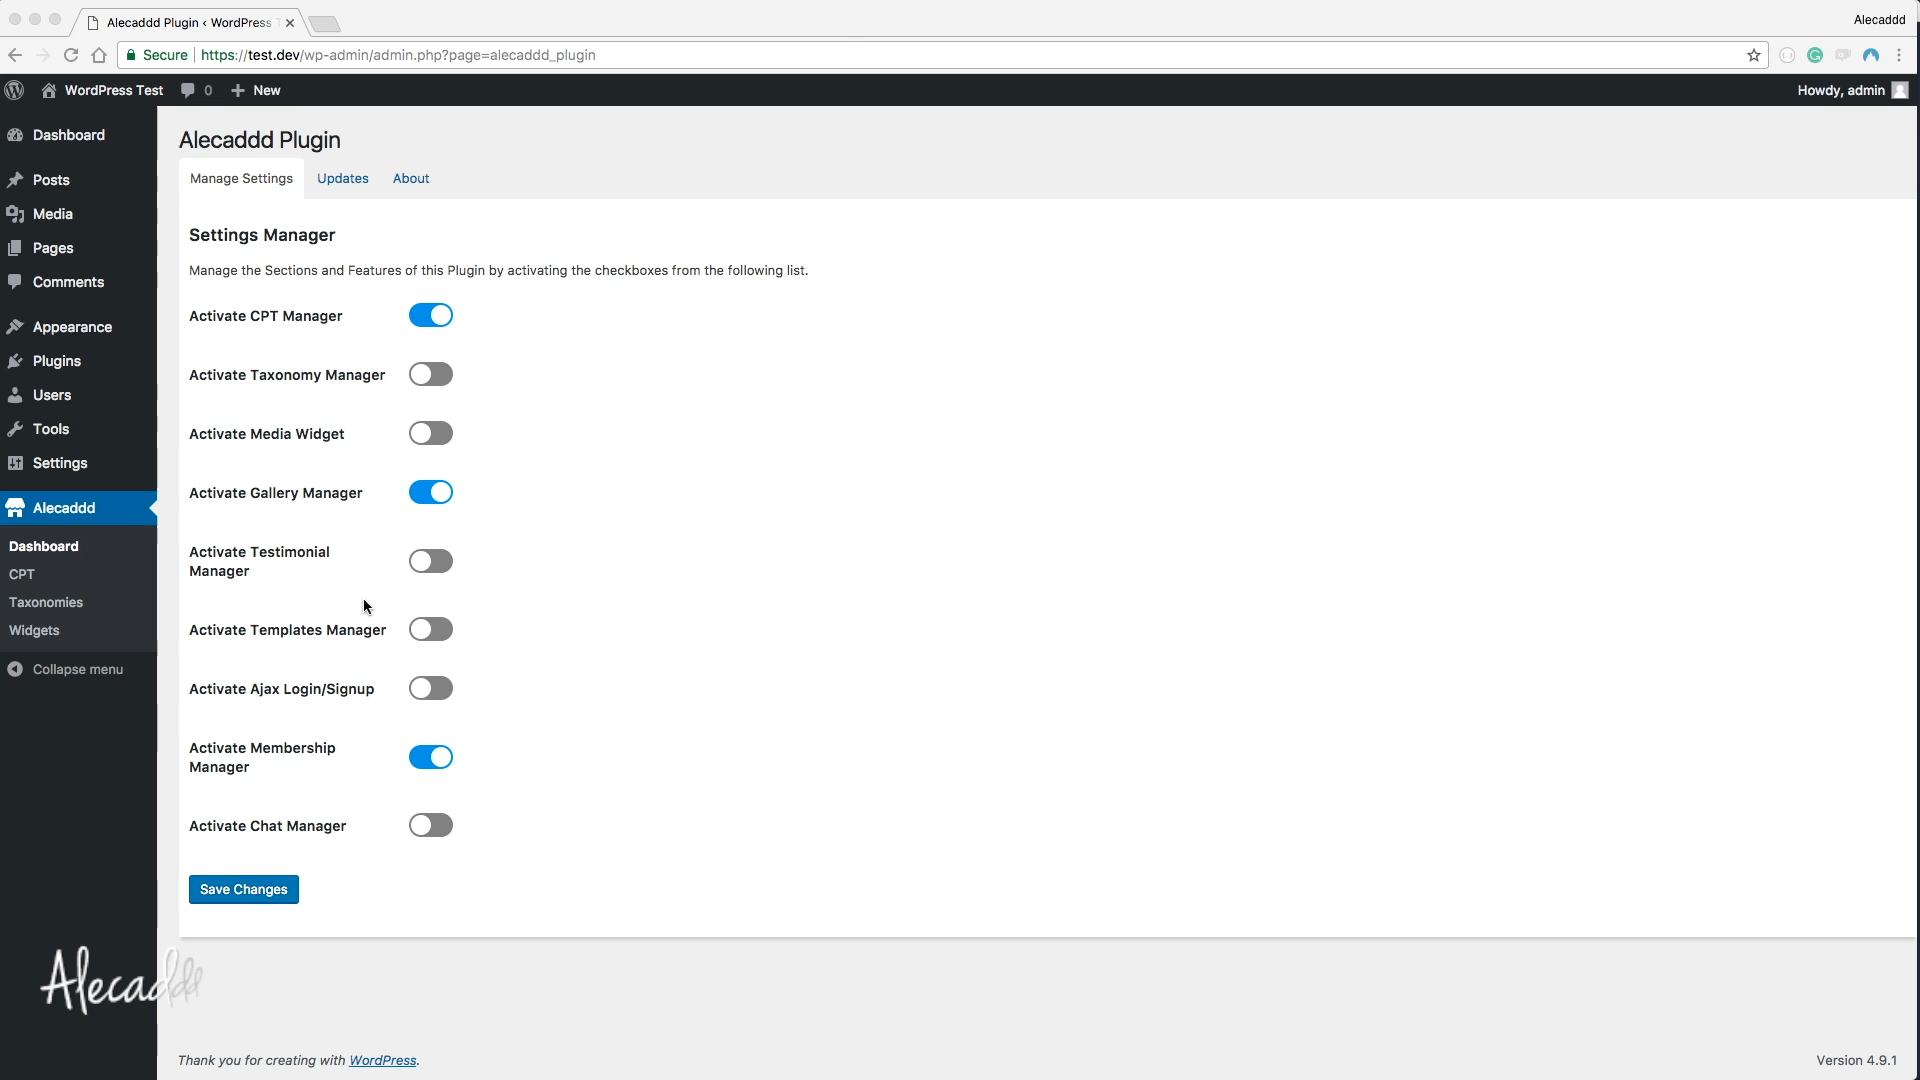 Alecaddd Plugin ‹ WordPress
Alecaddd
Secure https://test.dev/wp-admin/admin.php?page=alecaddd_plugin
WordPress Test 0 New
Howdy, admin
Dashboard
Posts
Media
Pages
Comments
Appearance
Plugins
Users
Tools
Settings
Alecaddd
Dashboard
CPT
Taxonomies
Widgets
Collapse menu
Alecaddd Plugin
Manage Settings Updates About
Settings Manager
Manage the Sections and Features of this Plugin by activating the checkboxes from the following list.
Activate CPT Manager
Activate Taxonomy Manager
Activate Media Widget
Activate Gallery Manager
Activate Testimonial
Manager
Activate Templates Manager
Activate Ajax Login/Signup
Activate Membership
Manager
Activate Chat Manager
Save Changes
Alecaddd
Thank you for creating with WordPress.
Version 4.9.1